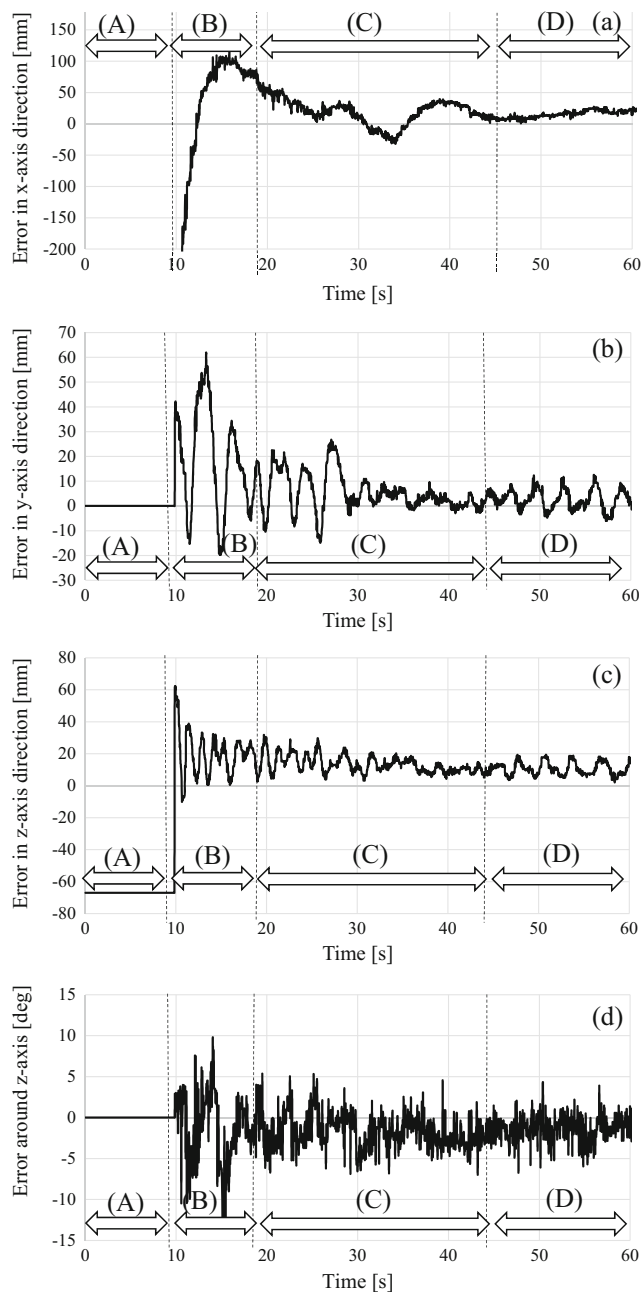 (A) (B) (C) (D) (a)
Error in x-axis direction [mm]
150
100
50
0
-50
-100
-150
-200
0 10 20 30 40 50 60
Time [s]
(b)
Error in y-axis direction [mm]
70
60
50
40
30
20
10
0
-10
-20
-30
(A) (B) (C) (D)
0 10 20 30 40 50 60
Time [s]
(c)
Error in z-axis direction [mm]
80
60
40
20
0
-20
-40
-60
-80
(A) (B) (C) (D)
0 10 20 30 40 50 60
Time [s]
(d)
Error around z-axis [deg]
15
10
5
0
-5
-10
-15
(A) (B) (C) (D)
0 10 20 30 40 50 60
Time [s]